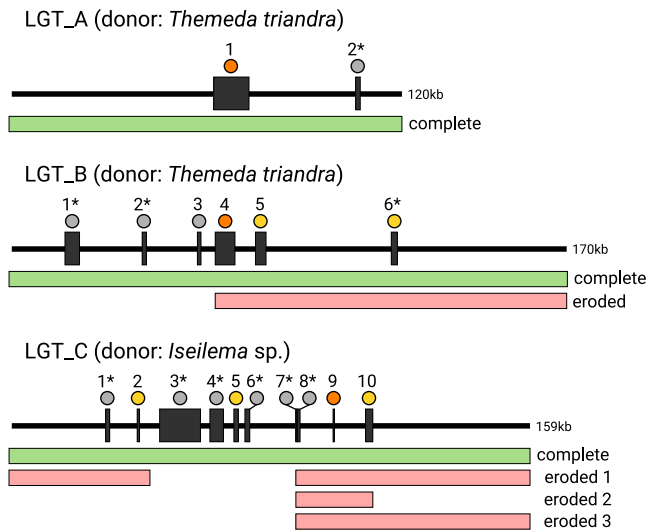 LGT_A (donor: Themeda triandra)
1 2*
120kb
complete
LGT_B (donor: Themeda triandra)
1* 2* 3 4 5 6*
170kb
complete
eroded
LGT_C (donor: Iseilema sp.)
1* 2 3* 4* 5 6* 7* 8* 9 10
159kb
complete
eroded 1
eroded 2
eroded 3